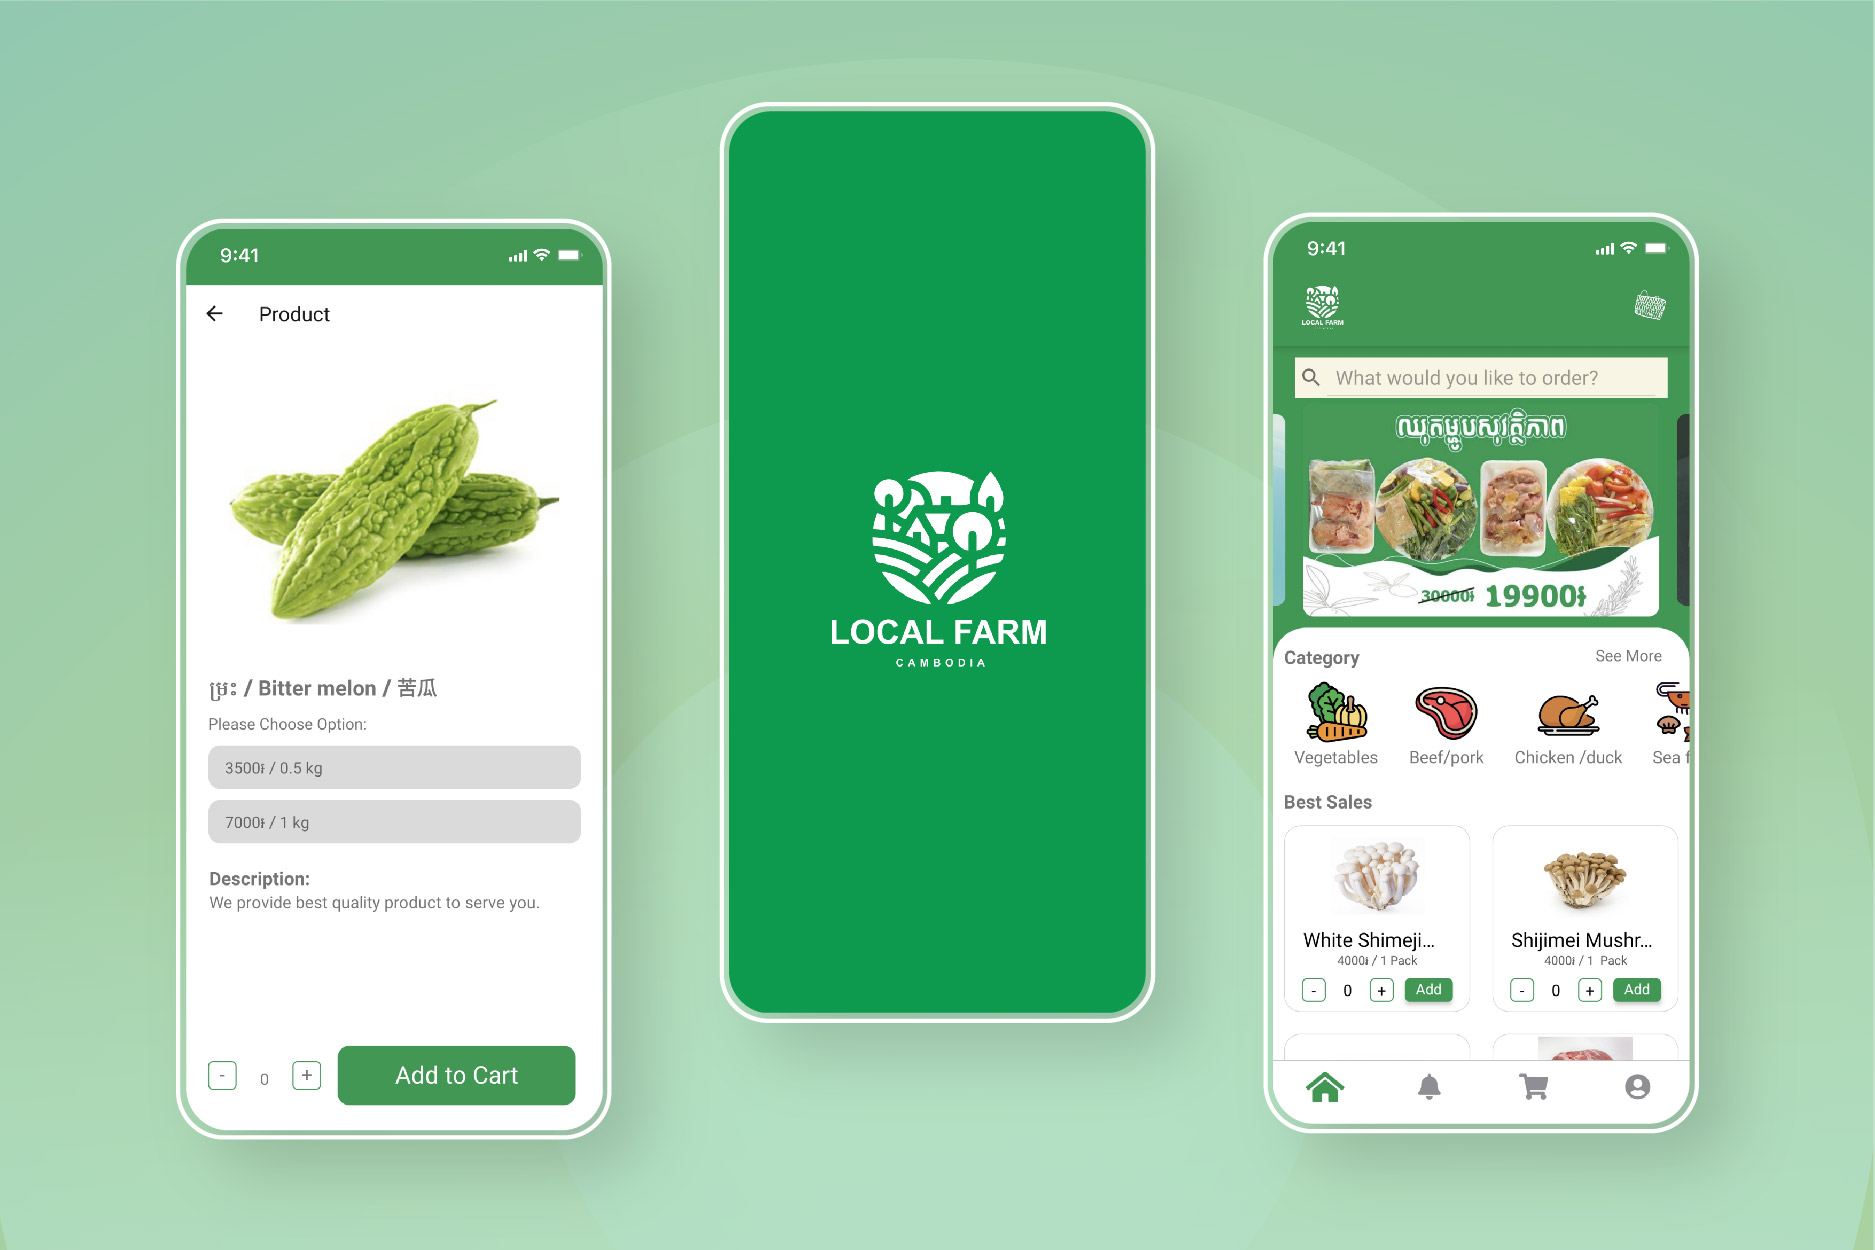 9:41
Product
ម្រះ / Bitter melon / 苦瓜
Please Choose Option:
3500៛ / 0.5 kg
7000៛ / 1 kg
Description:
We provide best quality product to serve you.
- 0 + Add to Cart
LOCAL FARM
CAMBODIA
9:41
LOCAL FARM
What would you like to order?
ឈុតម្ហូបសុវត្ថិភាព
30000៛ 19900៛
Category See More
Vegetables Beef/pork Chicken /duck Sea f
Best Sales
White Shimeji... Shijimei Mushr...
4000៛ / 1 Pack 4000៛ / 1 Pack
- 0 + Add - 0 + Add